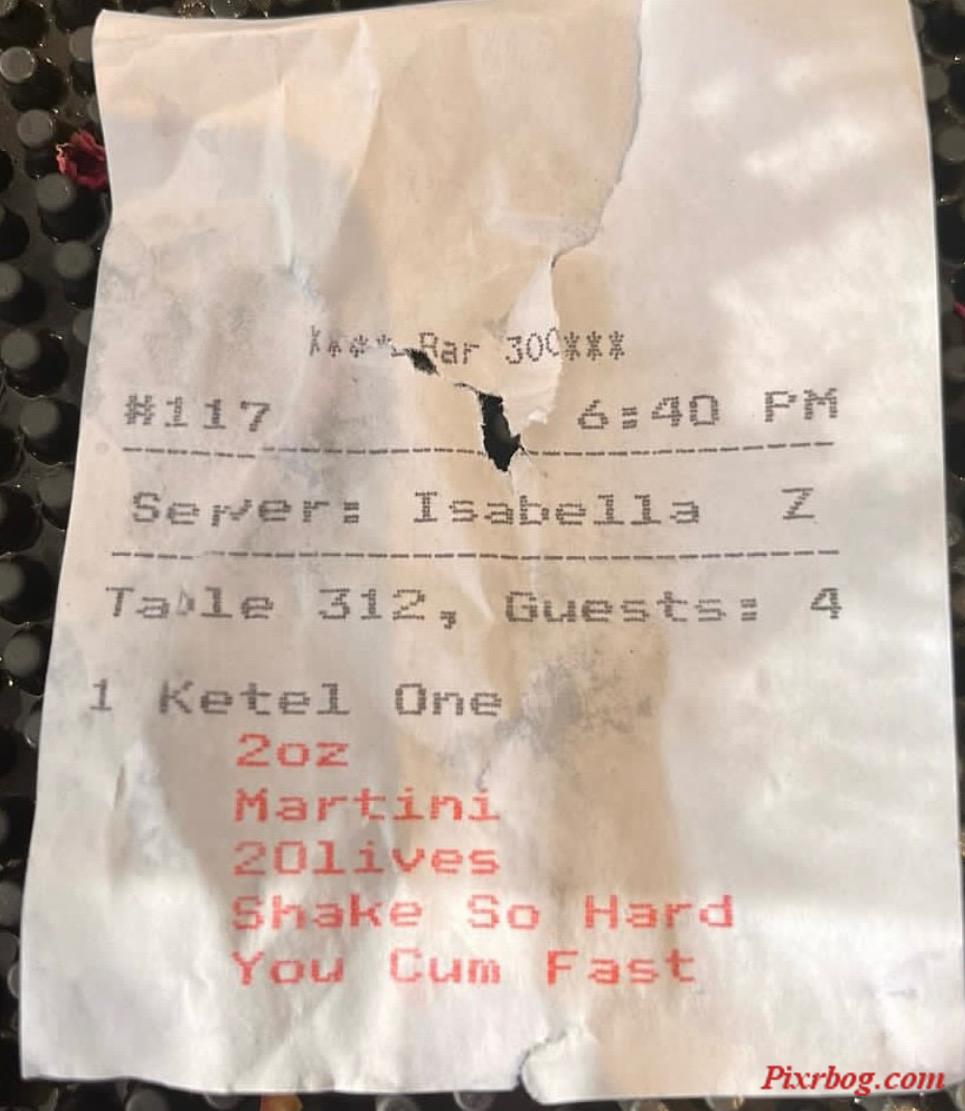 ****-Bar 300***
#117 6:40 PM
Server: Isabella Z
Table 312, Guests: 4
1 Ketel One
2oz
Martini
2Olives
Shake So Hard
You Cum Fast
Pixrbog.com